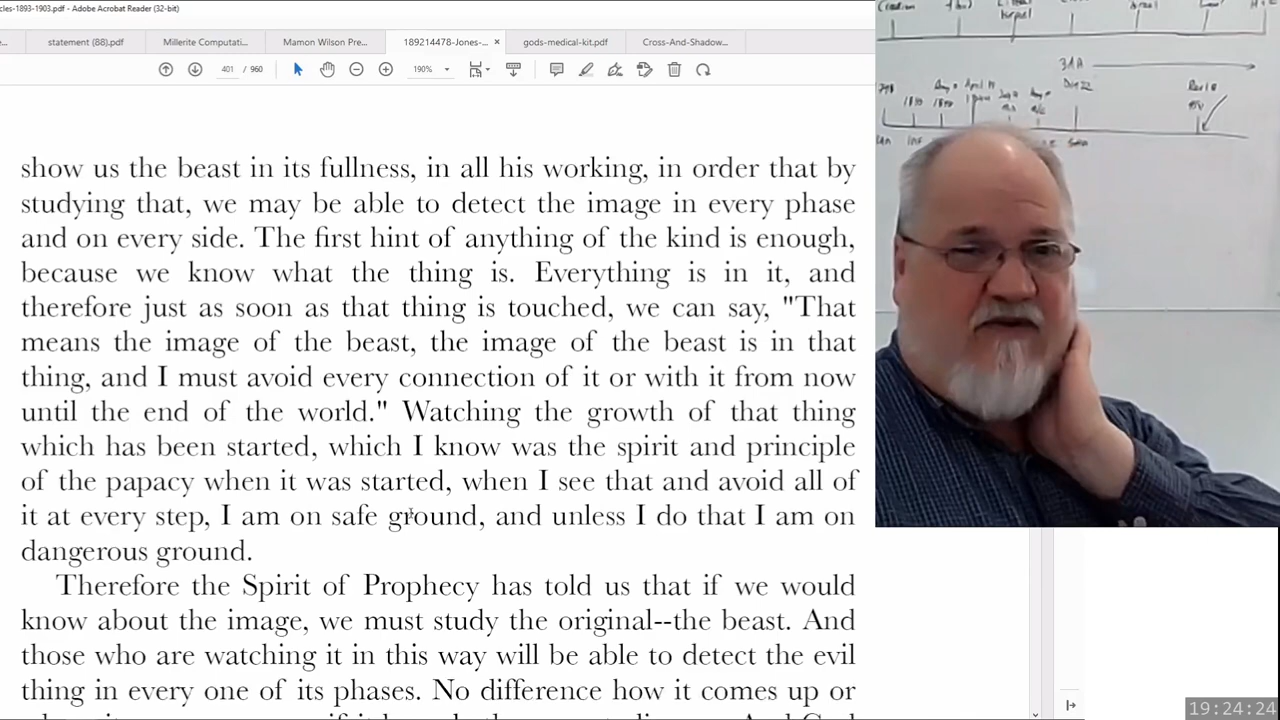 cles-1893-1903.pdf - Adobe Acrobat Reader (32-bit)
statement (88).pdf
Millerite Computati...
Mamon Wilson Pre...
189214478-Jones-...
gods-medical-kit.pdf
Cross-And-Shadow...
401 / 960
190%
show us the beast in its fullness, in all his working, in order that by
studying that, we may be able to detect the image in every phase
and on every side. The first hint of anything of the kind is enough,
because we know what the thing is. Everything is in it, and
therefore just as soon as that thing is touched, we can say, "That
means the image of the beast, the image of the beast is in that
thing, and I must avoid every connection of it or with it from now
until the end of the world." Watching the growth of that thing
which has been started, which I know was the spirit and principle
of the papacy when it was started, when I see that and avoid all of
it at every step, I am on safe ground, and unless I do that I am on
dangerous ground.
Therefore the Spirit of Prophecy has told us that if we would
know about the image, we must study the original--the beast. And
those who are watching it in this way will be able to detect the evil
thing in every one of its phases. No difference how it comes up or
19:24:24